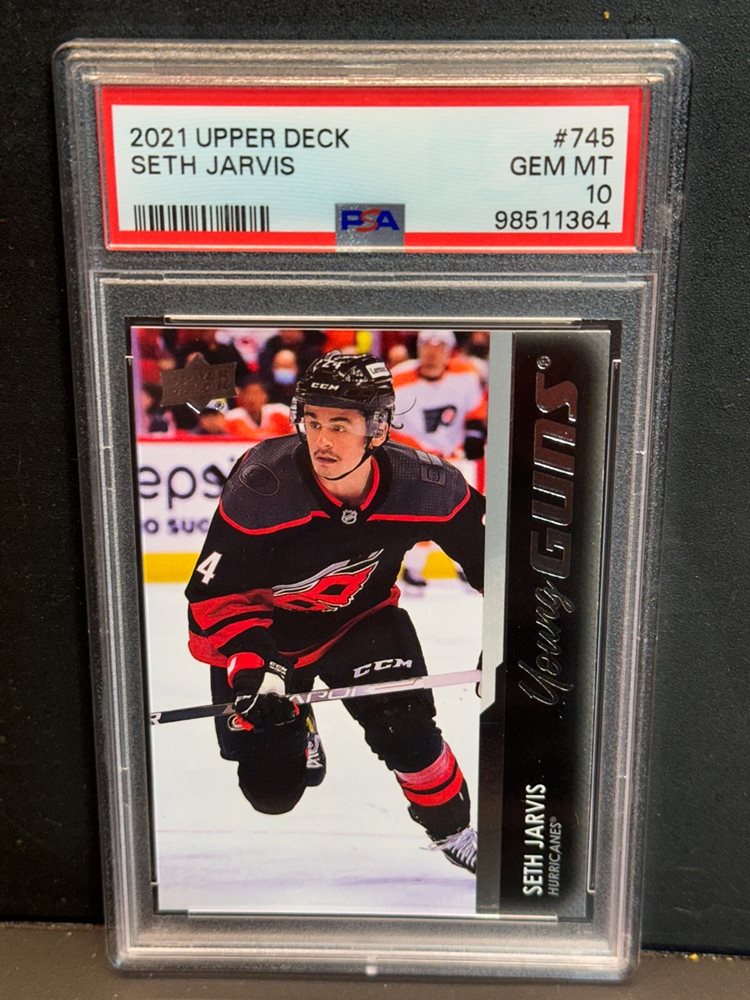 2021 UPPER DECK #745
SETH JARVIS GEM MT
10
PSA 98511364
CCM
4
CCM
Young GUNS®
SETH JARVIS
HURRICANES®